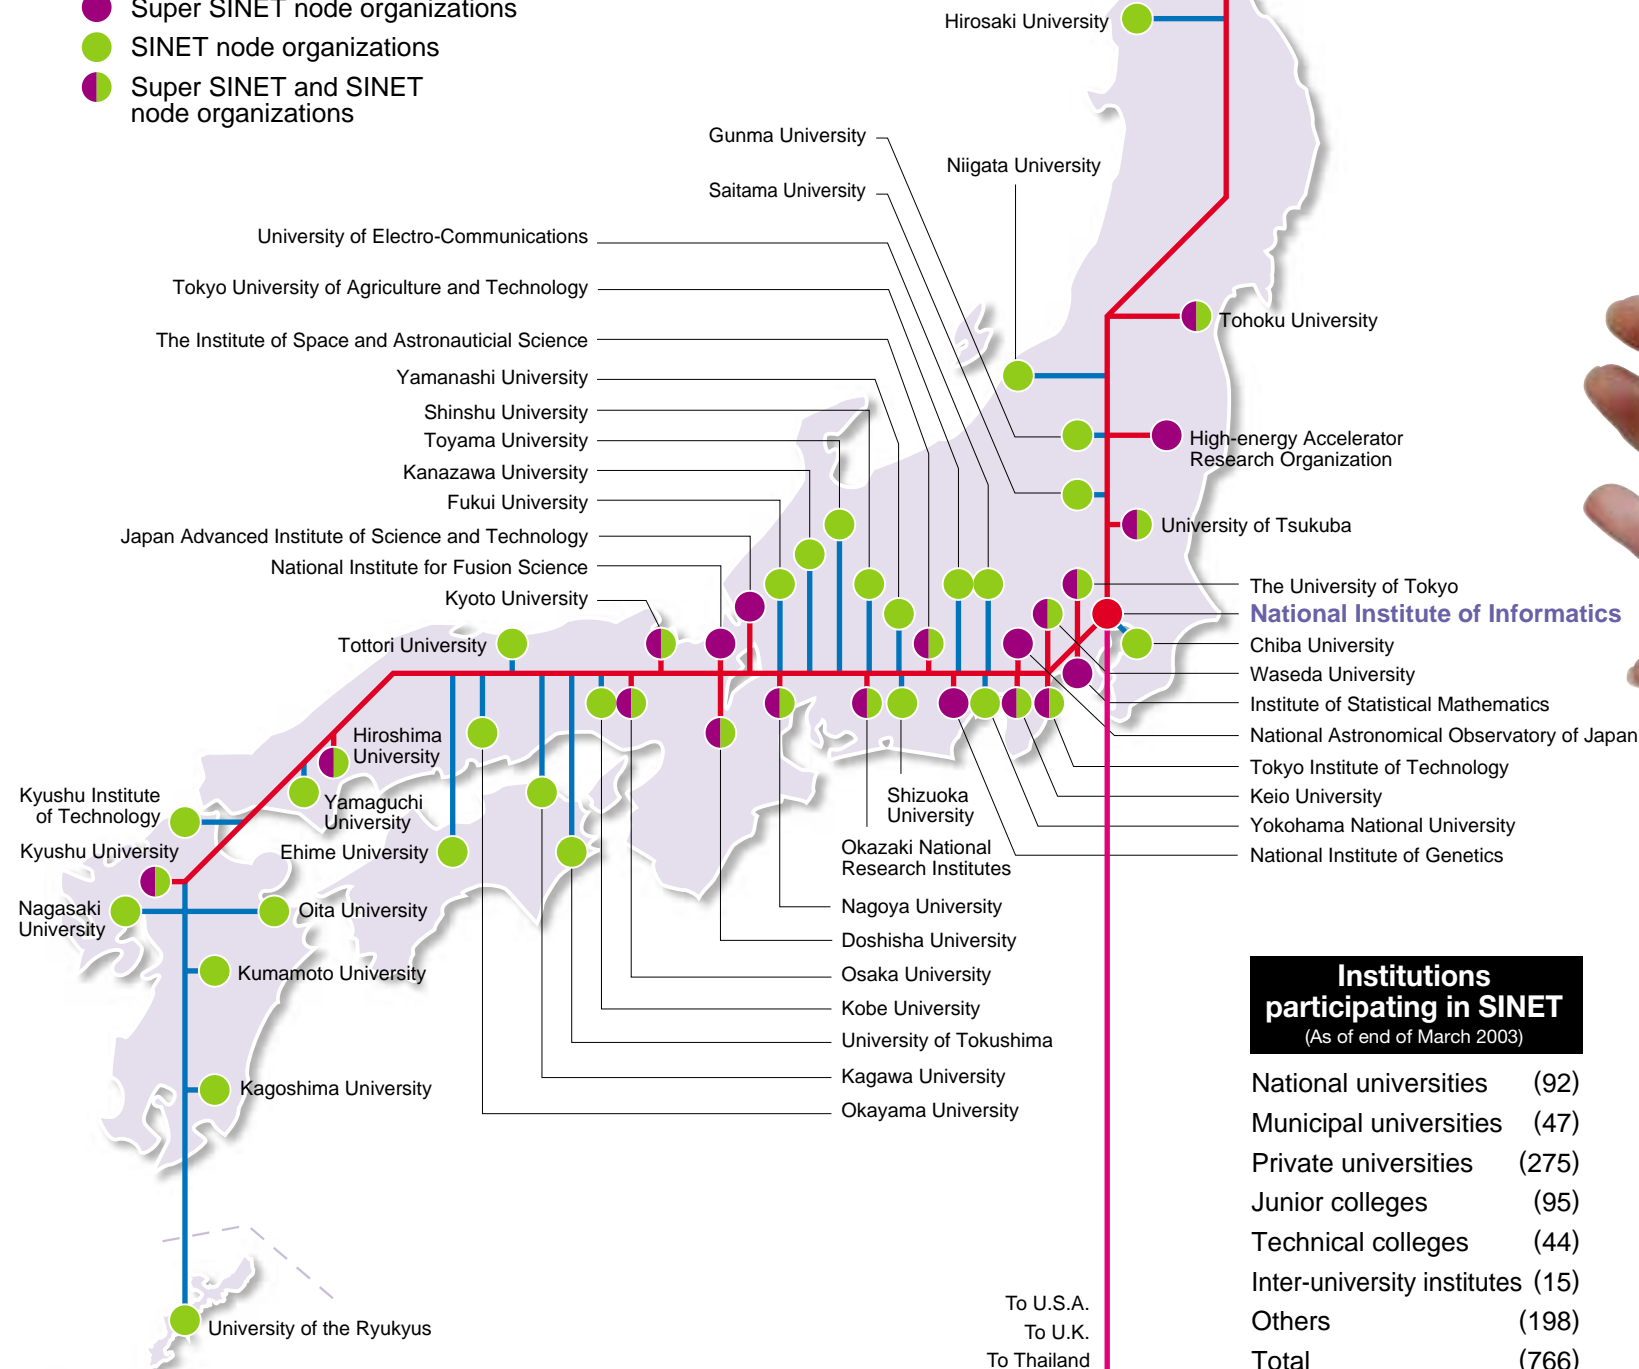 Super SINET node organizations
SINET node organizations
Super SINET and SINET
node organizations
Hirosaki University
Gunma University
Niigata University
Saitama University
University of Electro-Communications
Tokyo University of Agriculture and Technology
The Institute of Space and Astronauticial Science
Yamanashi University
Shinshu University
Toyama University
Kanazawa University
Fukui University
Japan Advanced Institute of Science and Technology
National Institute for Fusion Science
Kyoto University
Tottori University
Tohoku University
High-energy Accelerator
Research Organization
University of Tsukuba
The University of Tokyo
National Institute of Informatics
Chiba University
Waseda University
Institute of Statistical Mathematics
National Astronomical Observatory of Japan
Tokyo Institute of Technology
Keio University
Yokohama National University
National Institute of Genetics
Hiroshima
University
Yamaguchi
University
Kyushu Institute
of Technology
Kyushu University
Ehime University
Nagasaki
University
Oita University
Kumamoto University
Kagoshima University
University of the Ryukyus
Shizuoka
University
Okazaki National
Research Institutes
Nagoya University
Doshisha University
Osaka University
Kobe University
University of Tokushima
Kagawa University
Okayama University
To U.S.A.
To U.K.
To Thailand
Institutions
participating in SINET
(As of end of March 2003)
National universities (92)
Municipal universities (47)
Private universities (275)
Junior colleges (95)
Technical colleges (44)
Inter-university institutes (15)
Others (198)
Total (766)